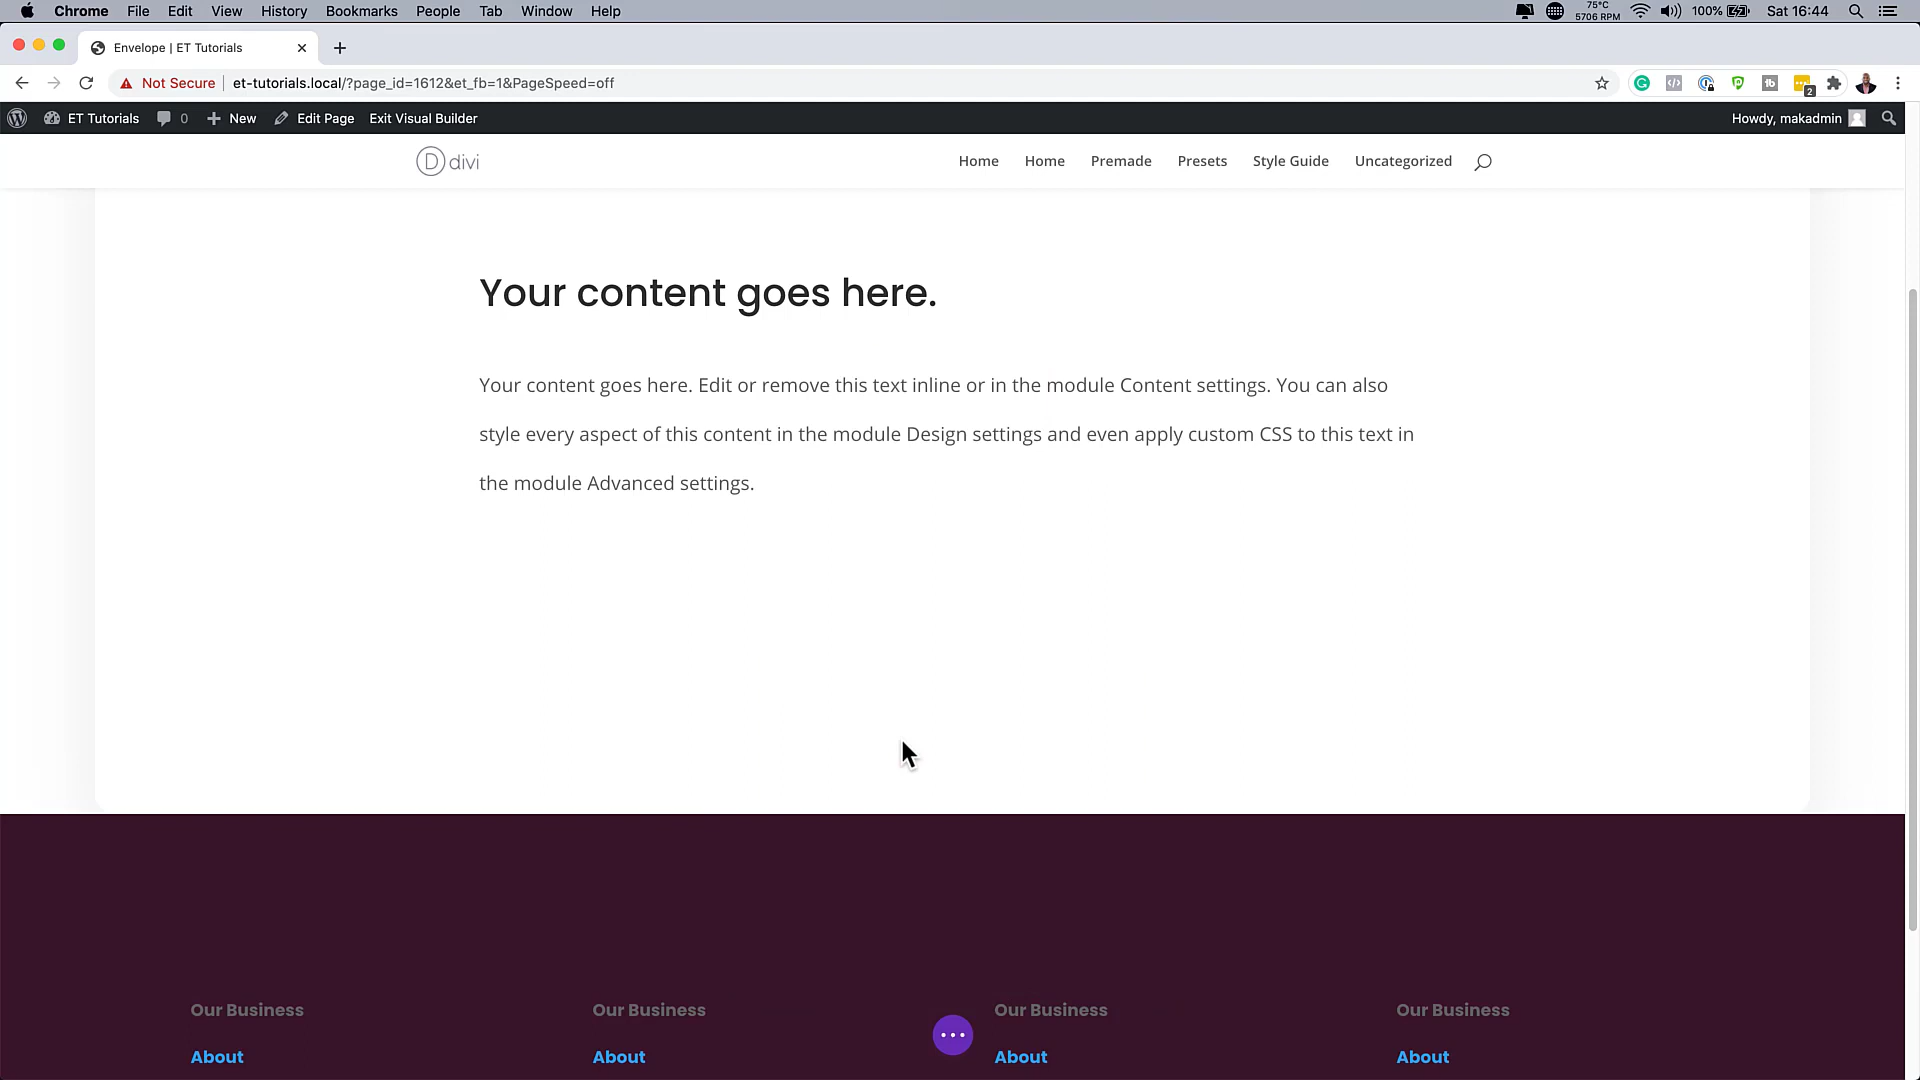 Chrome File Edit View History Bookmarks People Tab Window Help 75°C 5706 RPM 100% Sat 16:44
Envelope | ET Tutorials
Not Secure et-tutorials.local/?page_id=1612&et_fb=1&PageSpeed=off 2
ET Tutorials 0 New Edit Page Exit Visual Builder Howdy, makadmin
D divi Home Home Premade Presets Style Guide Uncategorized
Your content goes here.
Your content goes here. Edit or remove this text inline or in the module Content settings. You can also
style every aspect of this content in the module Design settings and even apply custom CSS to this text in
the module Advanced settings.
Our Business Our Business Our Business Our Business
About About About About